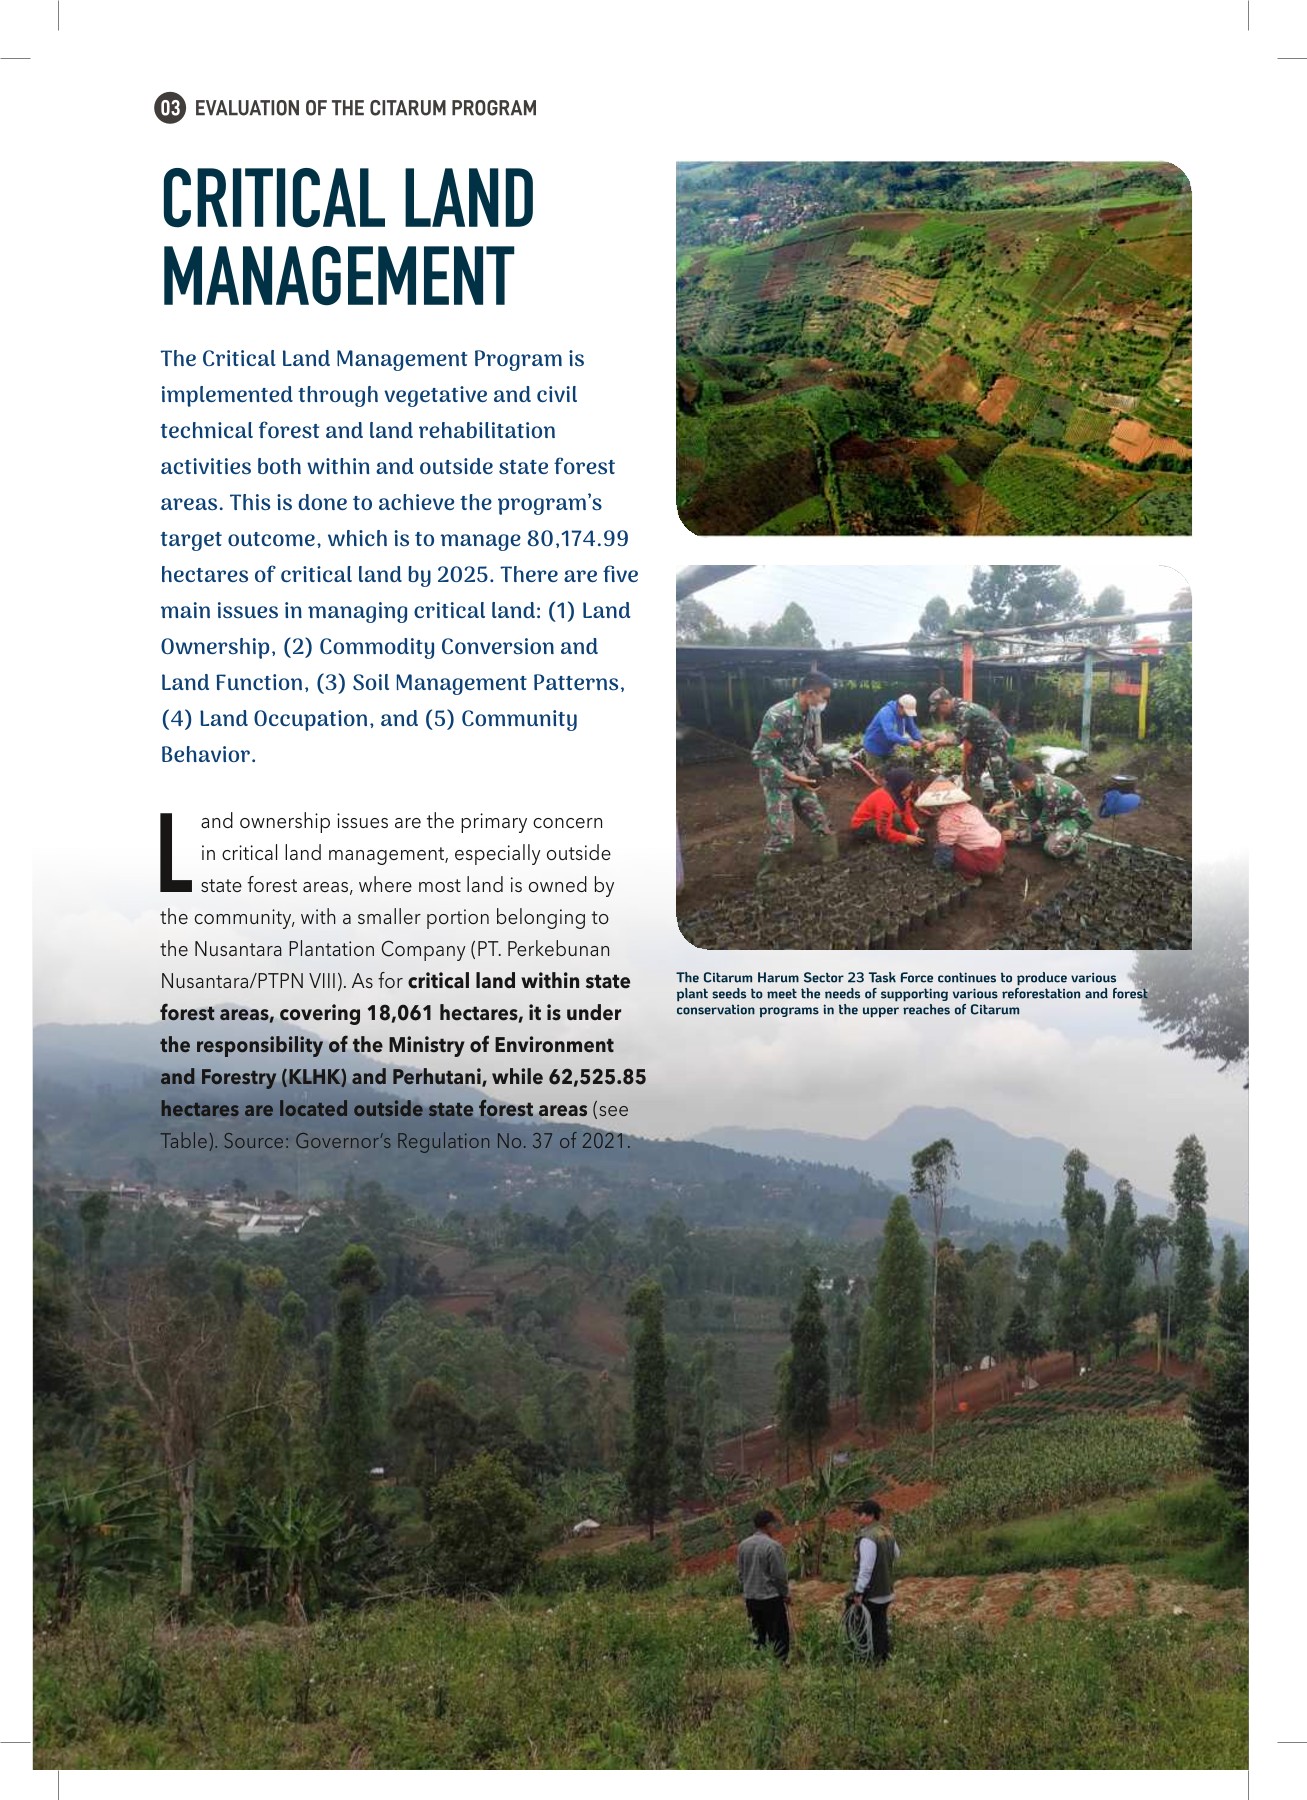 03 EVALUATION OF THE CITARUM PROGRAM
CRITICAL LAND
MANAGEMENT
The Critical Land Management Program is
implemented through vegetative and civil
technical forest and land rehabilitation
activities both within and outside state forest
areas. This is done to achieve the program’s
target outcome, which is to manage 80,174.99
hectares of critical land by 2025. There are five
main issues in managing critical land: (1) Land
Ownership, (2) Commodity Conversion and
Land Function, (3) Soil Management Patterns,
(4) Land Occupation, and (5) Community
Behavior.
Land ownership issues are the primary concern
in critical land management, especially outside
state forest areas, where most land is owned by
the community, with a smaller portion belonging to
the Nusantara Plantation Company (PT. Perkebunan
Nusantara/PTPN VIII). As for critical land within state
forest areas, covering 18,061 hectares, it is under
the responsibility of the Ministry of Environment
and Forestry (KLHK) and Perhutani, while 62,525.85
hectares are located outside state forest areas (see
Table). Source: Governor’s Regulation No. 37 of 2021.
The Citarum Harum Sector 23 Task Force continues to produce various
plant seeds to meet the needs of supporting various reforestation and forest
conservation programs in the upper reaches of Citarum